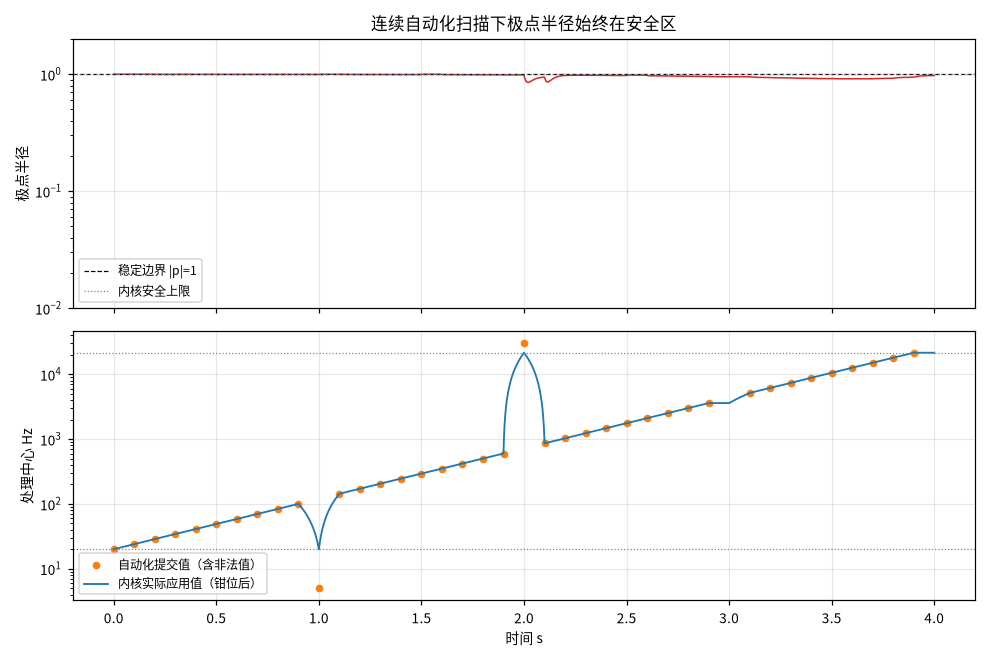 连续自动化扫描下极点半径始终在安全区
极点半径
10⁰
10⁻¹
10⁻²
稳定边界 |p|=1
内核安全上限
处理中心 Hz
10⁴
10³
10²
10¹
自动化提交值（含非法值）
内核实际应用值（钳位后）
0.0 0.5 1.0 1.5 2.0 2.5 3.0 3.5 4.0
时间 s